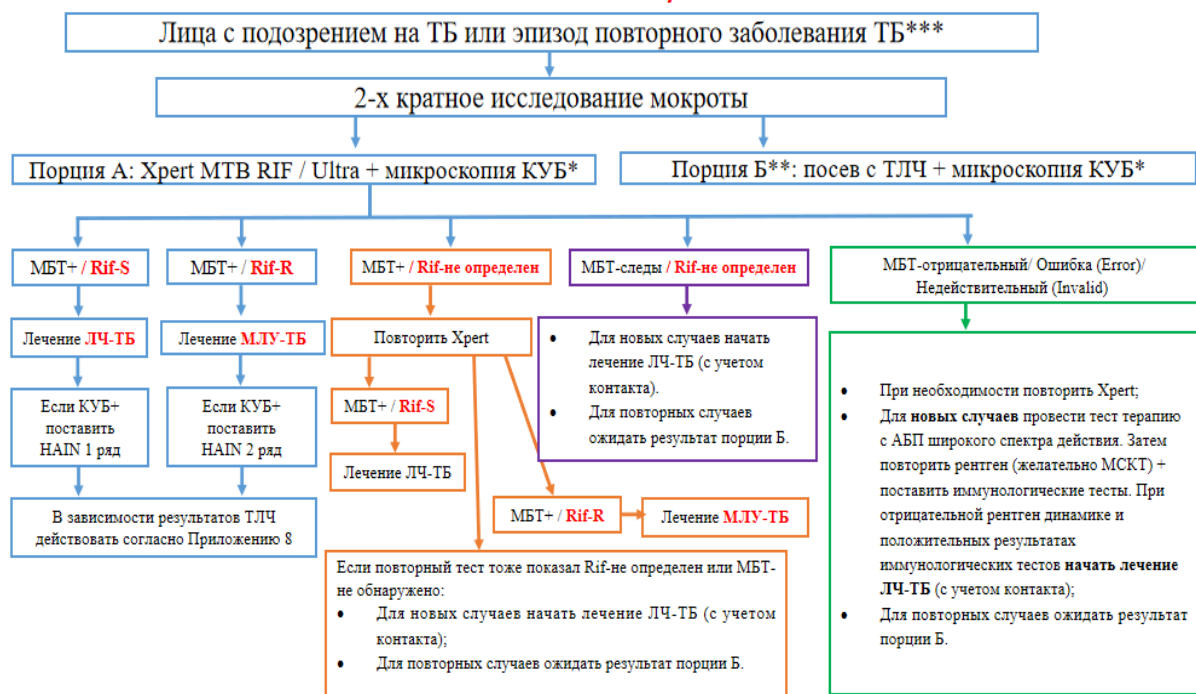 Лица с подозрением на ТБ или эпизод повторного заболевания ТБ***
2-х кратное исследование мокроты
Порция А: Xpert MTB RIF / Ultra + микроскопия КУБ*
Порция Б**: посев с ТЛЧ + микроскопия КУБ*
МБТ+ / Rif-S
МБТ+ / Rif-R
МБТ+ / Rif-не определен
МБТ-следы / Rif-не определен
МБТ-отрицательный/ Ошибка (Error)/
Недействительный (Invalid)
Лечение ЛЧ-ТБ
Лечение МЛУ-ТБ
Повторить Xpert
Если КУБ+
поставить
HAIN 1 ряд
Если КУБ+
поставить
HAIN 2 ряд
В зависимости результатов ТЛЧ
действовать согласно Приложению 8
МБТ+ / Rif-S
Лечение ЛЧ-ТБ
МБТ+ / Rif-R
Лечение МЛУ-ТБ
Если повторный тест тоже показал Rif-не определен или МБТ-
не обнаружено:
• Для новых случаев начать лечение ЛЧ-ТБ (с учетом
контакта);
• Для повторных случаев ожидать результат порции Б.
• Для новых случаев начать
лечение ЛЧ-ТБ (с учетом
контакта).
• Для повторных случаев
ожидать результат порции Б.
• При необходимости повторить Xpert;
• Для новых случаев провести тест терапию
с АБП широкого спектра действия. Затем
повторить рентген (желательно МСКТ) +
поставить иммунологические тесты. При
отрицательной рентген динамике и
положительных результатах
иммунологических тестов начать лечение
ЛЧ-ТБ (с учетом контакта);
• Для повторных случаев ожидать результат
порции Б.